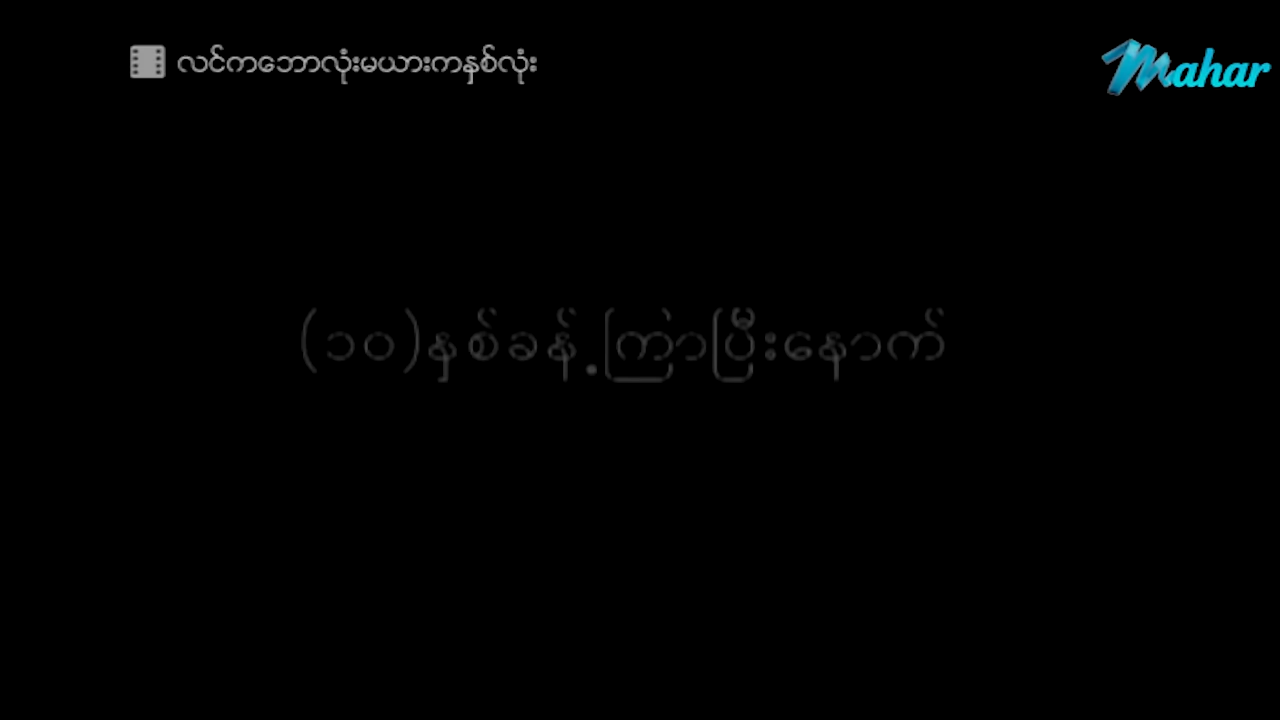 လင်ကဘောလုံးမယားကနှစ်လုံး
Mahar
(၁၀)နှစ်ခန့်ကြာပြီးနောက်